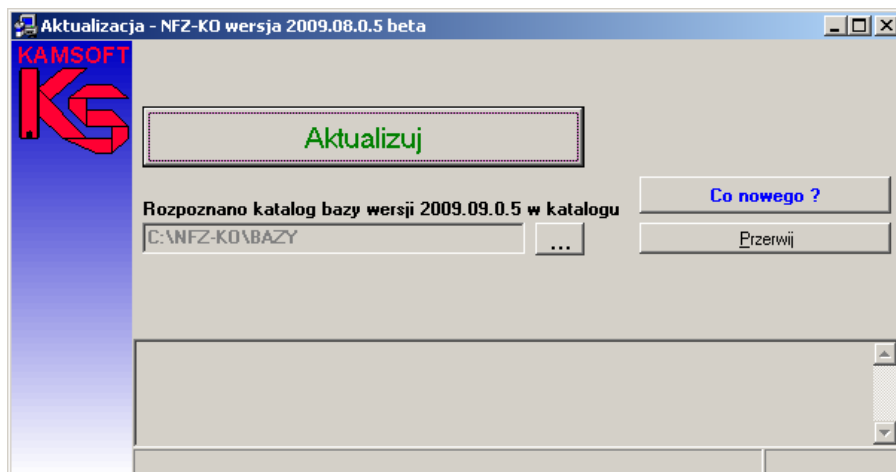 Aktualizacja - NFZ-KO wersja 2009.08.0.5 beta
KAMSOFT
KS
Aktualizuj
Co nowego ?
Rozpoznano katalog bazy wersji 2009.09.0.5 w katalogu
C:\NFZ-KO\BAZY
...
Przerwij